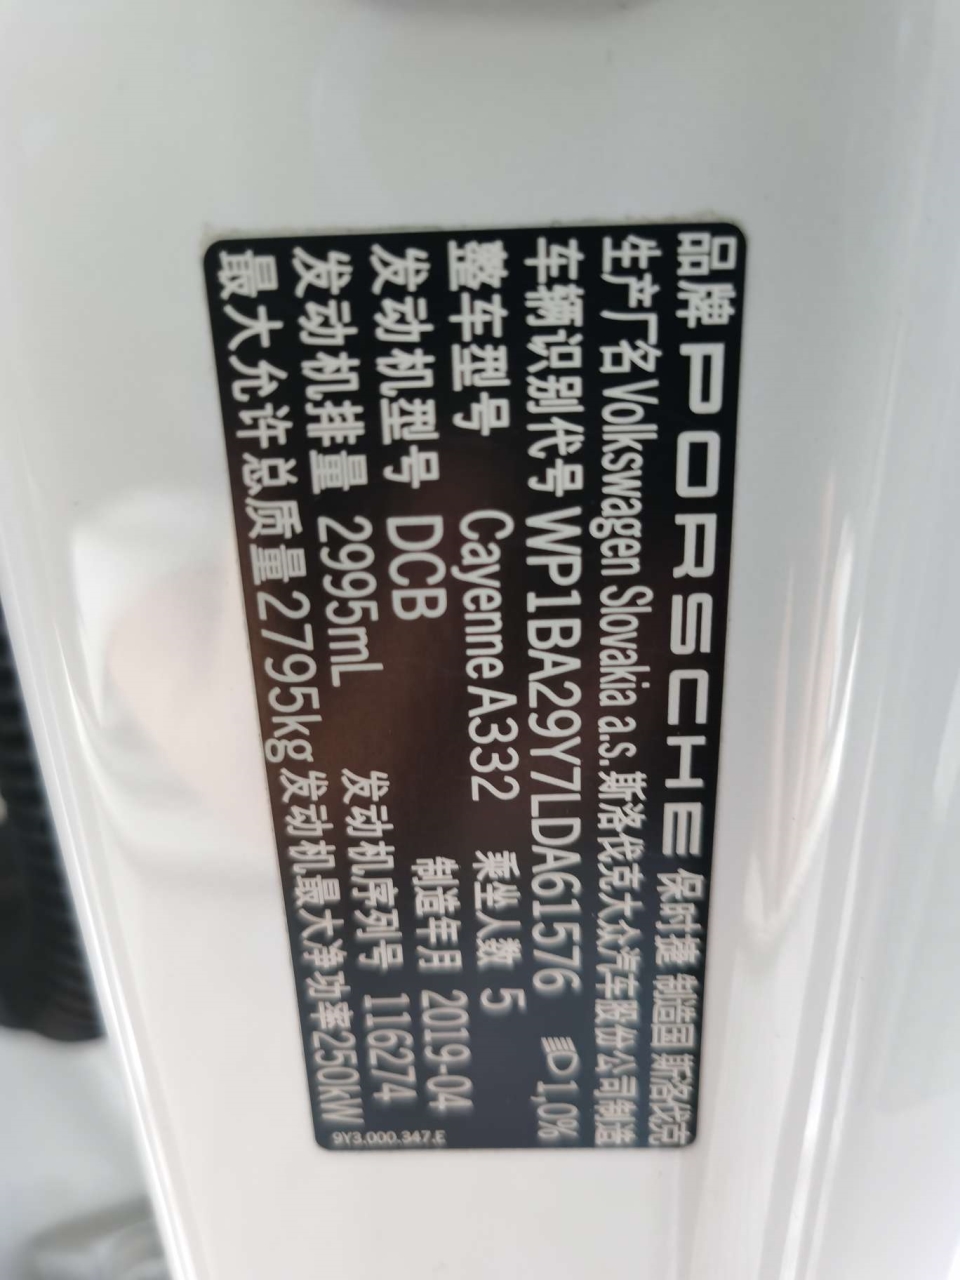 品牌 PORSCHE 保时捷 制造国 斯洛伐克
生产厂名 Volkswagen Slovakia a.s. 斯洛伐克大众汽车股份公司制造
车辆识别代号 WP1BA29Y7LDA61576 1,0%
整车型号 Cayenne A332 乘坐人数 5
发动机型号 DCB 制造年月 2019-04
发动机排量 2995mL 发动机序列号 116274
最大允许总质量 2795kg 发动机最大净功率250kW
9Y3.000.347.E